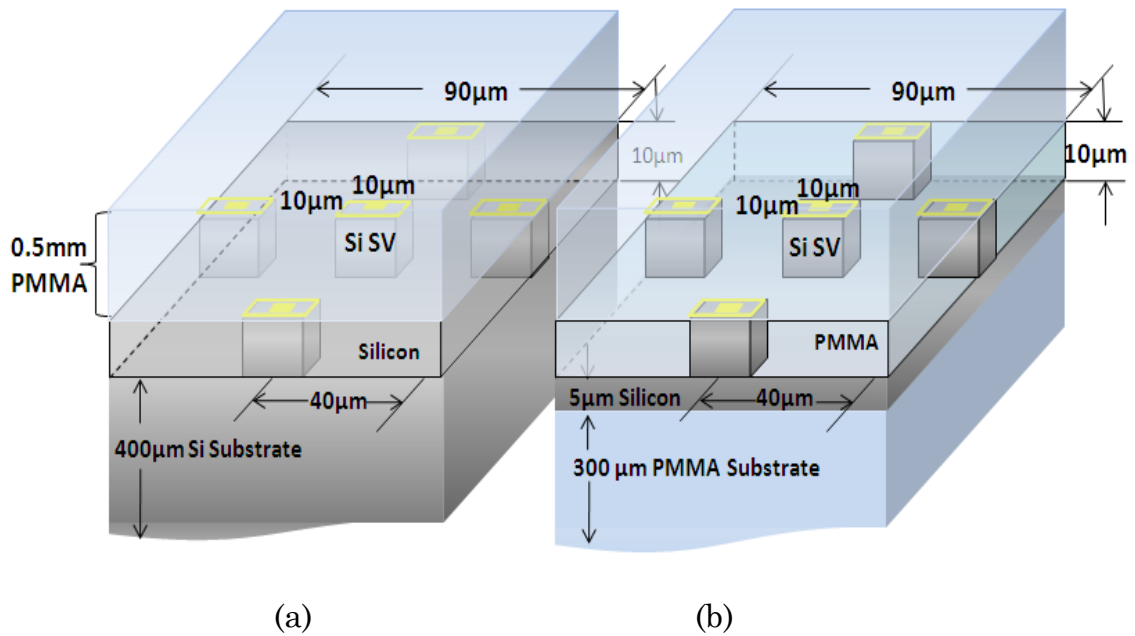 90µm
90µm
10µm
10µm
10µm
10µm
10µm
10µm
0.5mm
PMMA
Si SV
Si SV
Silicon
PMMA
40µm
5µm Silicon
40µm
400µm Si Substrate
300 µm PMMA Substrate
(a)
(b)